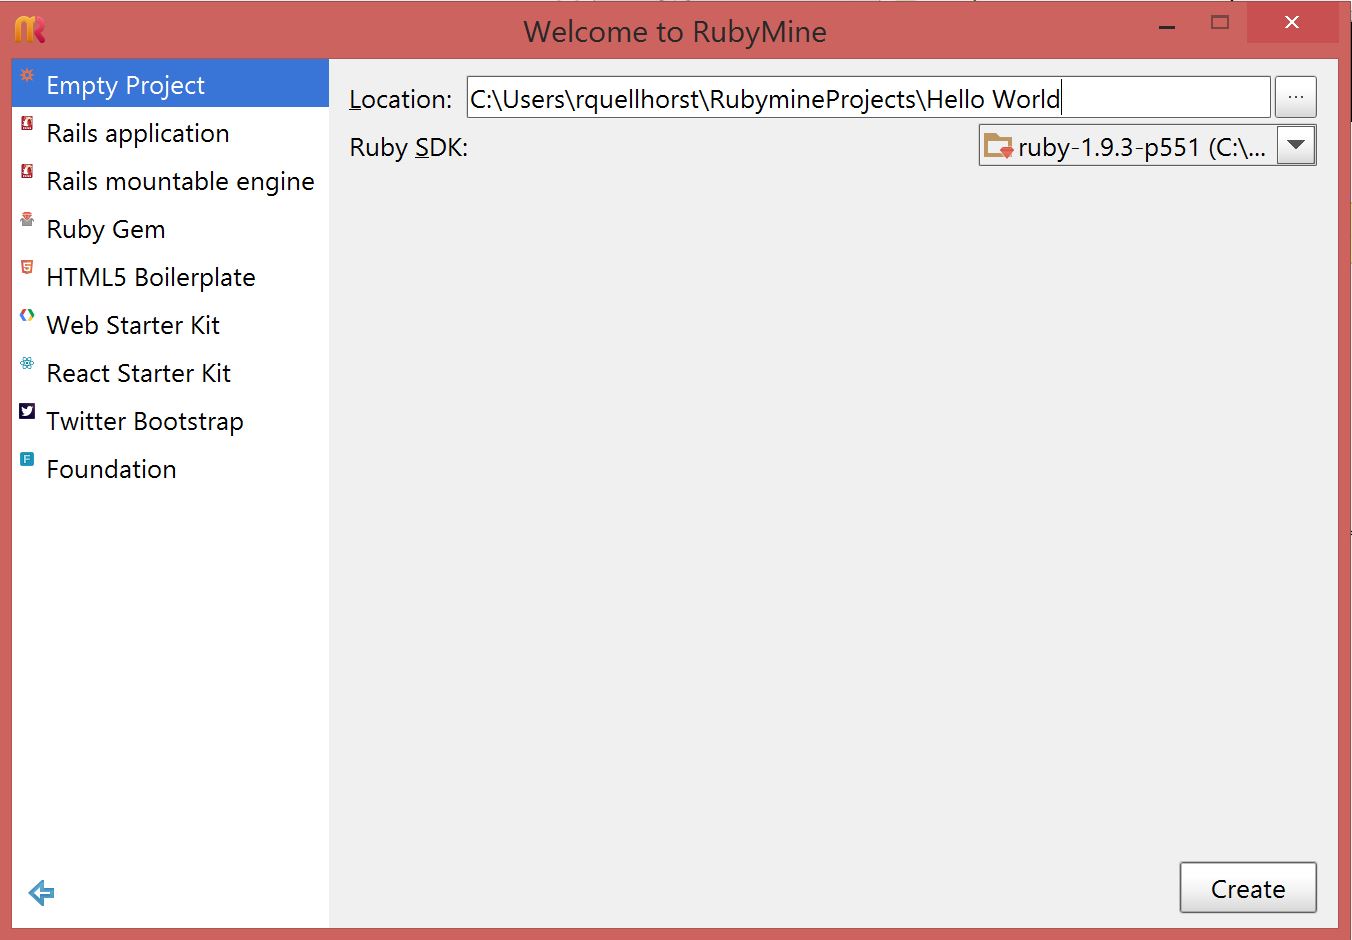 Welcome to RubyMine
Empty Project
Rails application
Rails mountable engine
Ruby Gem
HTML5 Boilerplate
Web Starter Kit
React Starter Kit
Twitter Bootstrap
Foundation
Location: C:\Users\rquellhorst\RubymineProjects\Hello World ...
Ruby SDK: ruby-1.9.3-p551 (C:\...
Create